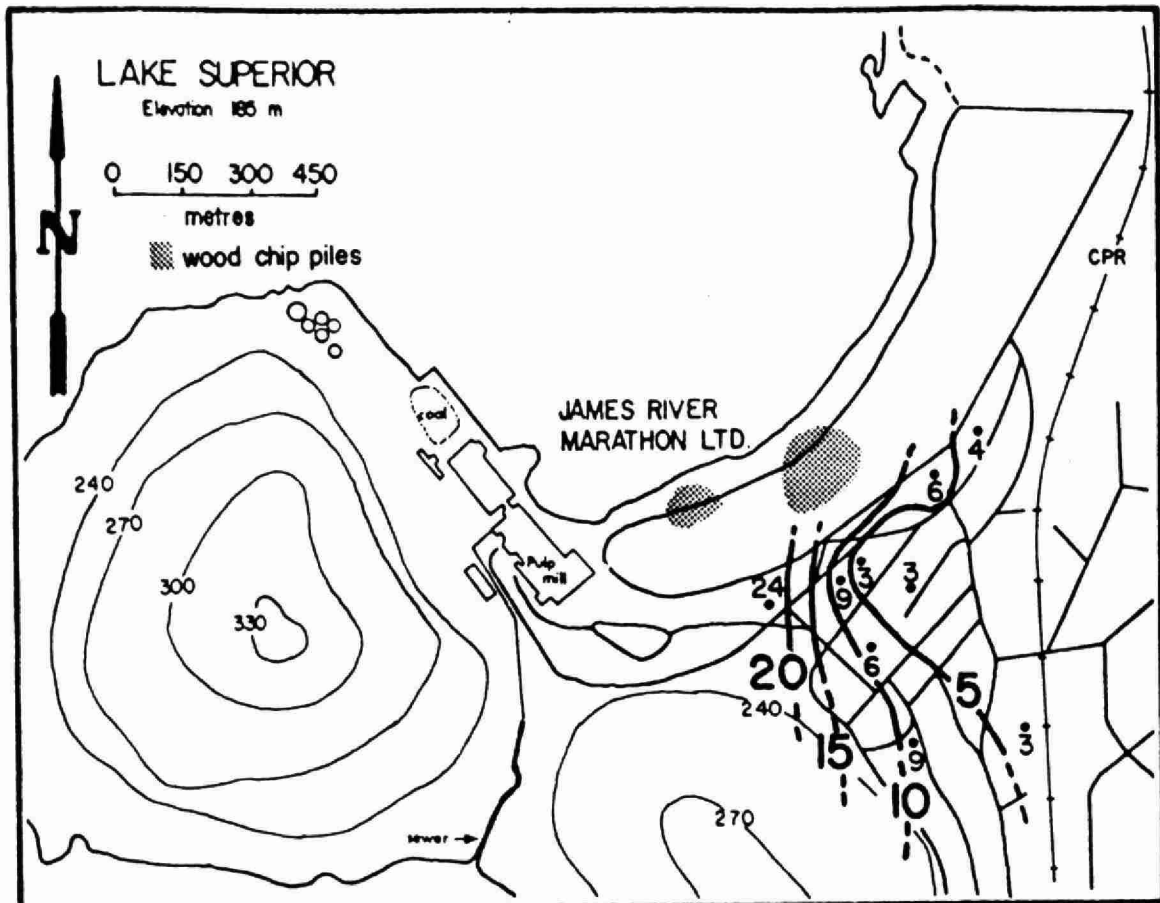 LAKE SUPERIOR
Elevation 185 m
0 150 300 450
metres
N
wood chip piles
CPR
coal
JAMES RIVER
MARATHON LTD.
4
6
240
270
300
330
Pulp
mill
24
3
3
9
6
20
5
240
15
9
3
10
270
sewer